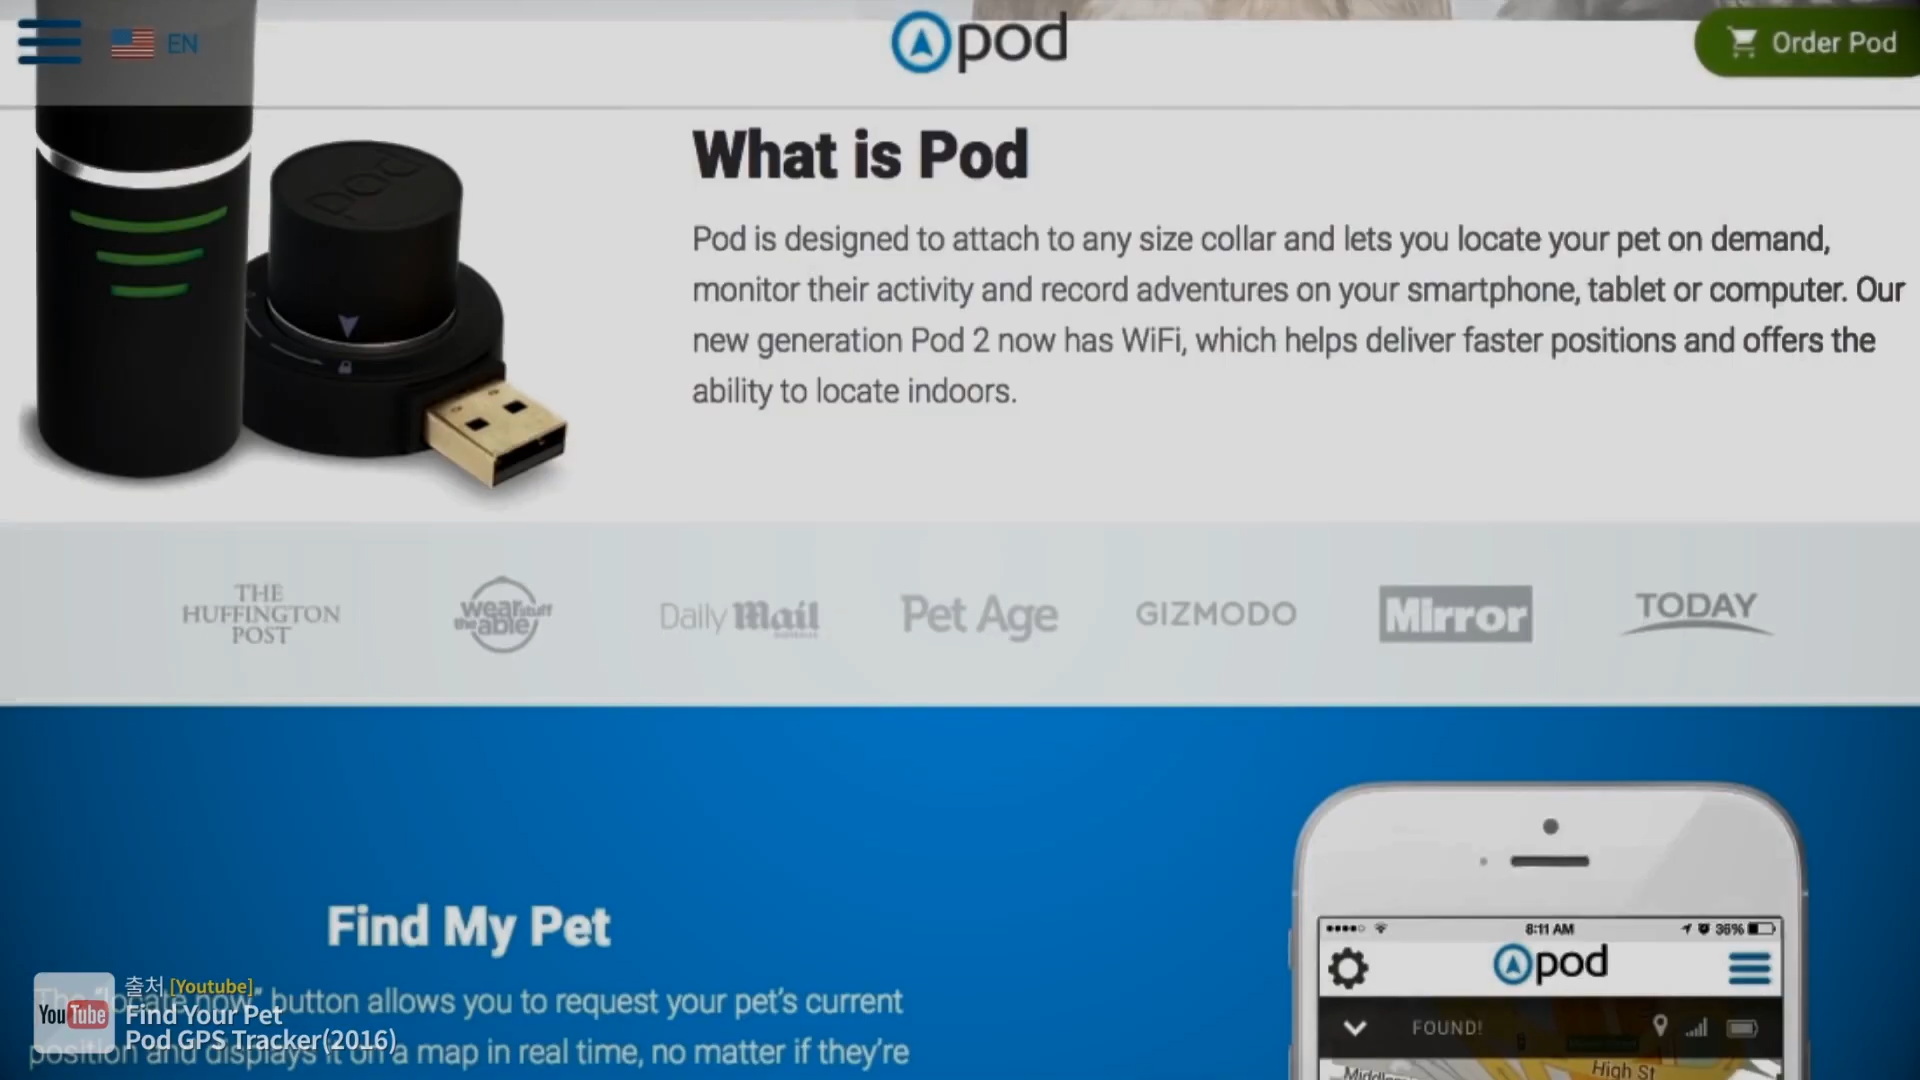 EN
pod
Order Pod
pod
What is Pod
Pod is designed to attach to any size collar and lets you locate your pet on demand,
monitor their activity and record adventures on your smartphone, tablet or computer. Our
new generation Pod 2 now has WiFi, which helps deliver faster positions and offers the
ability to locate indoors.
THE
HUFFINGTON
POST
wear stuff
the able
Daily Mail
Pet Age
GIZMODO
Mirror
TODAY
Find My Pet
The "locate now" button allows you to request your pet's current
position and displays it on a map in real time, no matter if they're
8:11 AM
36%
pod
FOUND!
High St
YouTube
출처 [Youtube]
Find Your Pet
Pod GPS Tracker(2016)